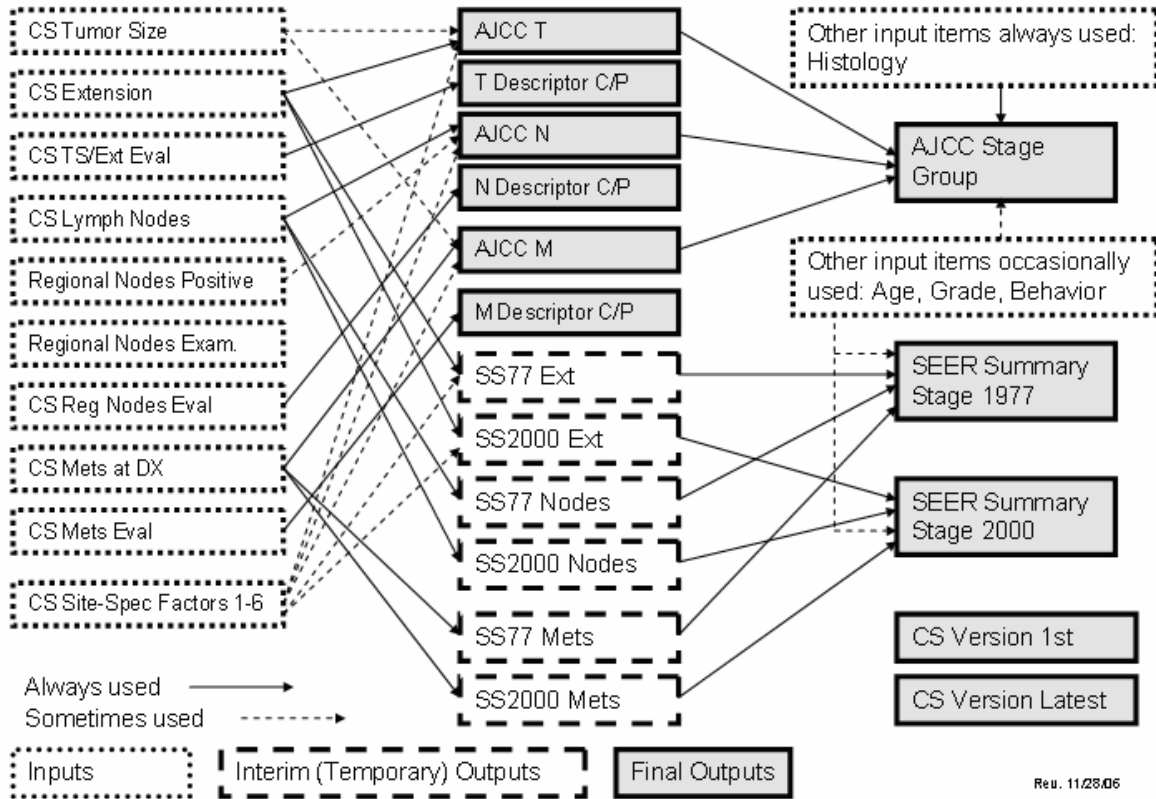 CS Tumor Size
CS Extension
CS TS/Ext Eval
CS Lymph Nodes
Regional Nodes Positive
Regional Nodes Exam.
CS Reg Nodes Eval
CS Mets at DX
CS Mets Eval
CS Site-Spec Factors 1-6
AJCC T
T Descriptor C/P
AJCC N
N Descriptor C/P
AJCC M
M Descriptor C/P
SS77 Ext
SS2000 Ext
SS77 Nodes
SS2000 Nodes
SS77 Mets
SS2000 Mets
Other input items always used:
Histology
AJCC Stage
Group
Other input items occasionally
used: Age, Grade, Behavior
SEER Summary
Stage 1977
SEER Summary
Stage 2000
CS Version 1st
CS Version Latest
Always used
Sometimes used
Inputs
Interim (Temporary) Outputs
Final Outputs
Rev. 11/28/06